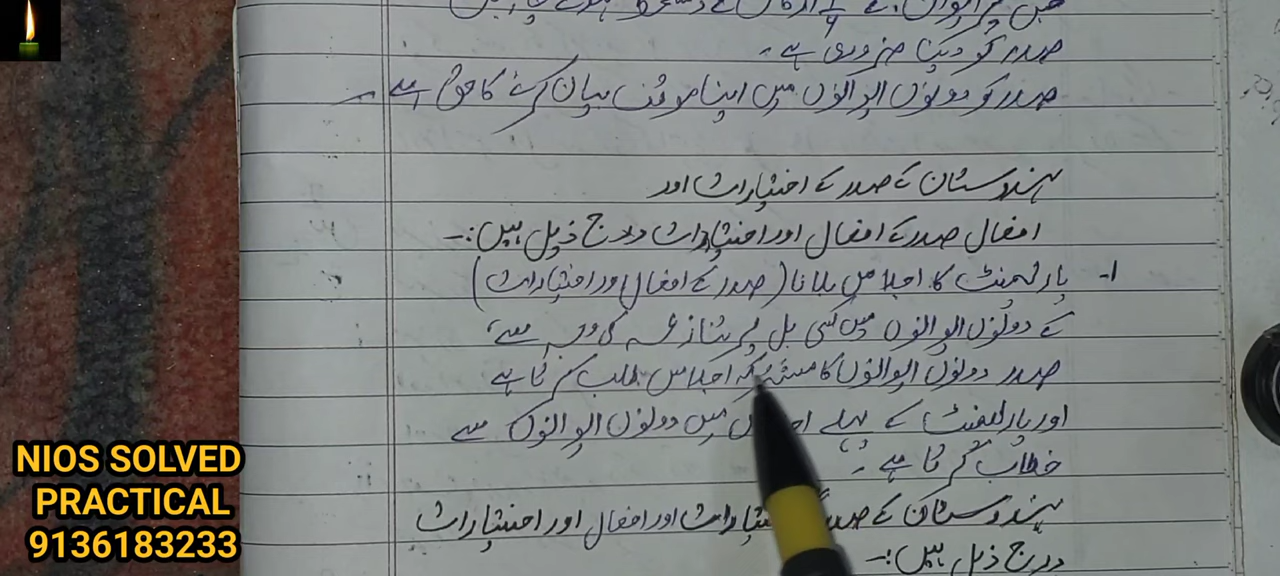 صدر کو دینا ضروری ہے۔
صدر کو دونوں ایوانوں میں اپنا موقف بیان کرنے کا حق ہے۔
ہندوستان کے صدر کے اختیارات اور
افعال صدر کے افعال اور اختیارات درج ذیل ہیں:-
1- پارلیمنٹ کا اجلاس بلانا (صدر کے افعال اور اختیارات)
کے دونوں ایوانوں میں کسی بل پر تنازعہ کی وجہ سے،
صدر دونوں ایوانوں کا مشترکہ اجلاس طلب کرتا ہے
اور پارلیمنٹ کے پہلے میں دونوں ایوانوں سے
خطاب کرتا ہے۔
ہندوستان کے صدر اور افعال اور اختیارات
درج ذیل ہیں:-
NIOS SOLVED
PRACTICAL
9136183233